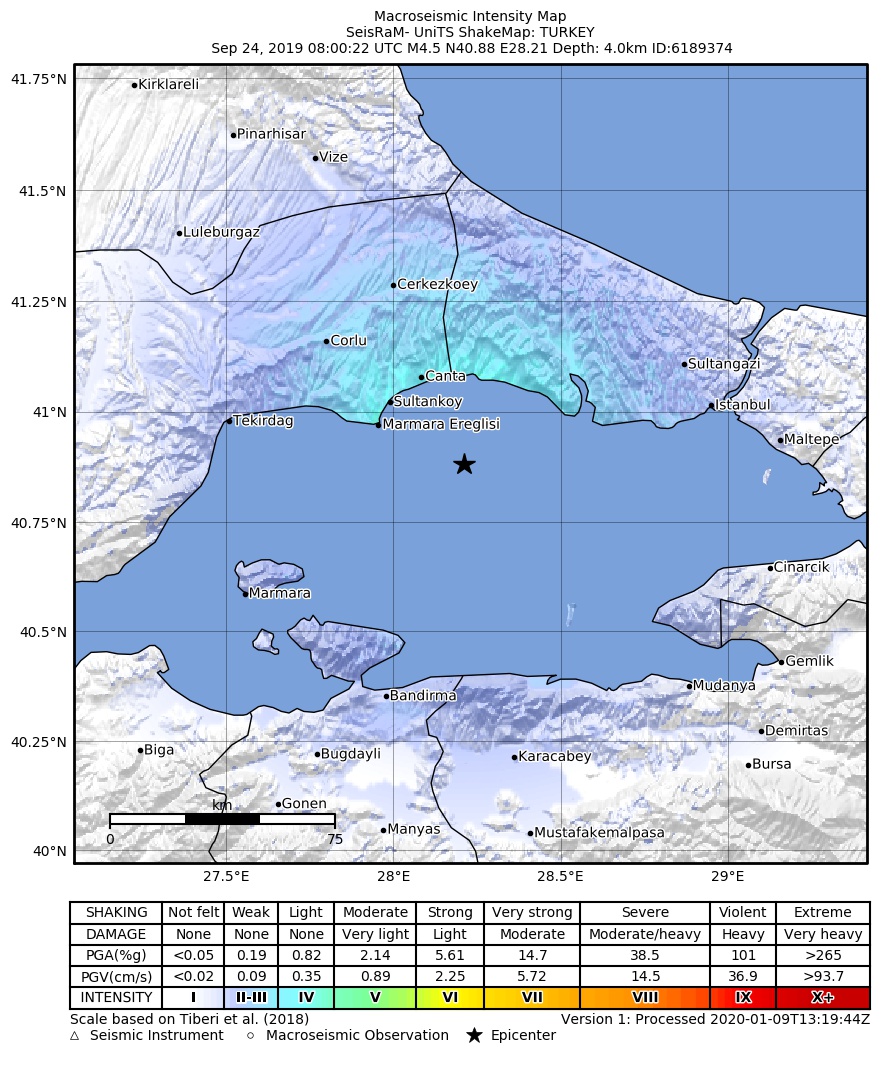 Macroseismic Intensity Map
SeisRaM- UniTS ShakeMap: TURKEY
Sep 24, 2019 08:00:22 UTC M4.5 N40.88 E28.21 Depth: 4.0km ID:6189374
41.75°N
Kirklareli
Pinarhisar
Vize
41.5°N
Luleburgaz
Cerkezkoey
41.25°N
Corlu
Sultangazi
Canta
Sultankoy
Istanbul
41°N
Tekirdag
Marmara Ereglisi
Maltepe
40.75°N
Cinarcik
Marmara
40.5°N
Gemlik
Mudanya
Bandirma
Demirtas
40.25°N
Biga
Bugdayli
Karacabey
Bursa
km
Gonen
0 75
Manyas
Mustafakemalpasa
40°N
27.5°E 28°E 28.5°E 29°E
SHAKING Not felt Weak Light Moderate Strong Very strong Severe Violent Extreme
DAMAGE None None None Very light Light Moderate Moderate/heavy Heavy Very heavy
PGA(%g) <0.05 0.19 0.82 2.14 5.61 14.7 38.5 101 >265
PGV(cm/s) <0.02 0.09 0.35 0.89 2.25 5.72 14.5 36.9 >93.7
INTENSITY I II-III IV V VI VII VIII IX X+
Scale based on Tiberi et al. (2018) Version 1: Processed 2020-01-09T13:19:44Z
Seismic Instrument Macroseismic Observation Epicenter